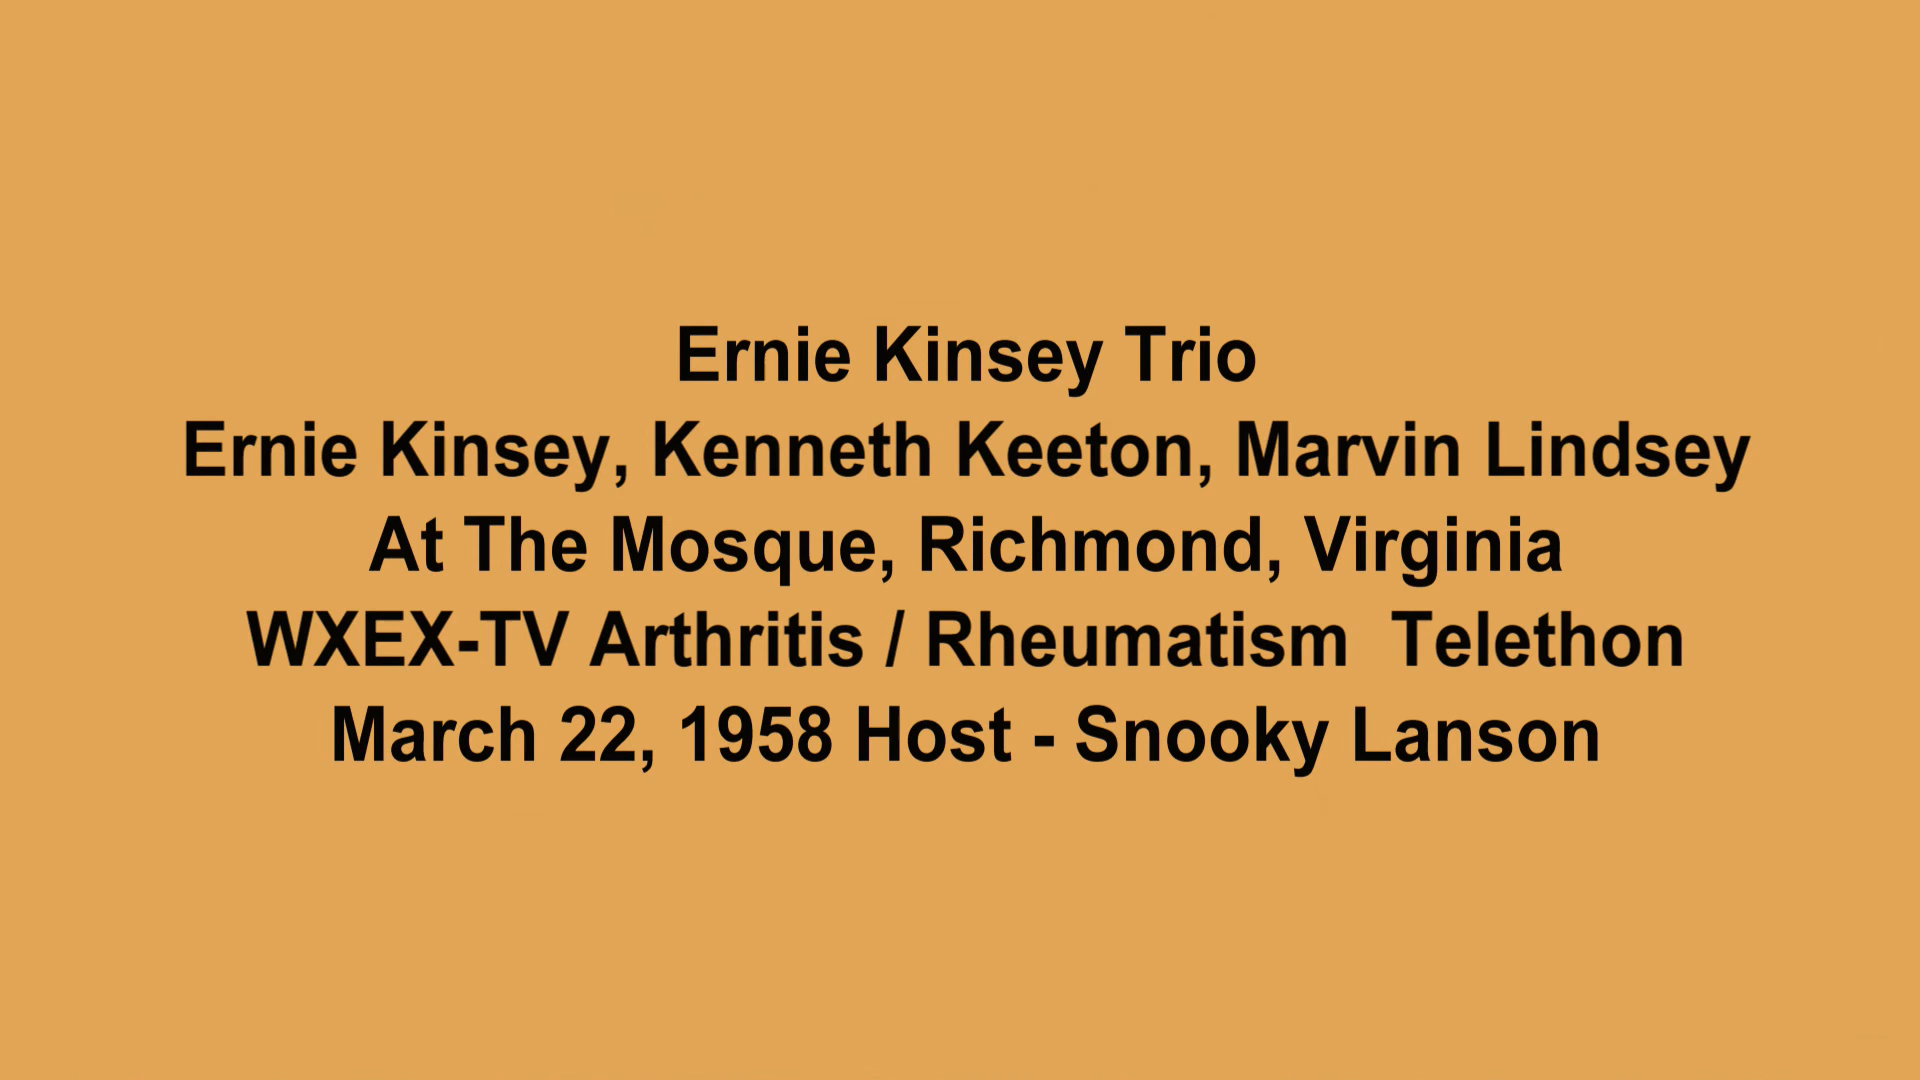 Ernie Kinsey Trio
Ernie Kinsey, Kenneth Keeton, Marvin Lindsey
At The Mosque, Richmond, Virginia
WXEX-TV Arthritis / Rheumatism  Telethon
March 22, 1958 Host - Snooky Lanson